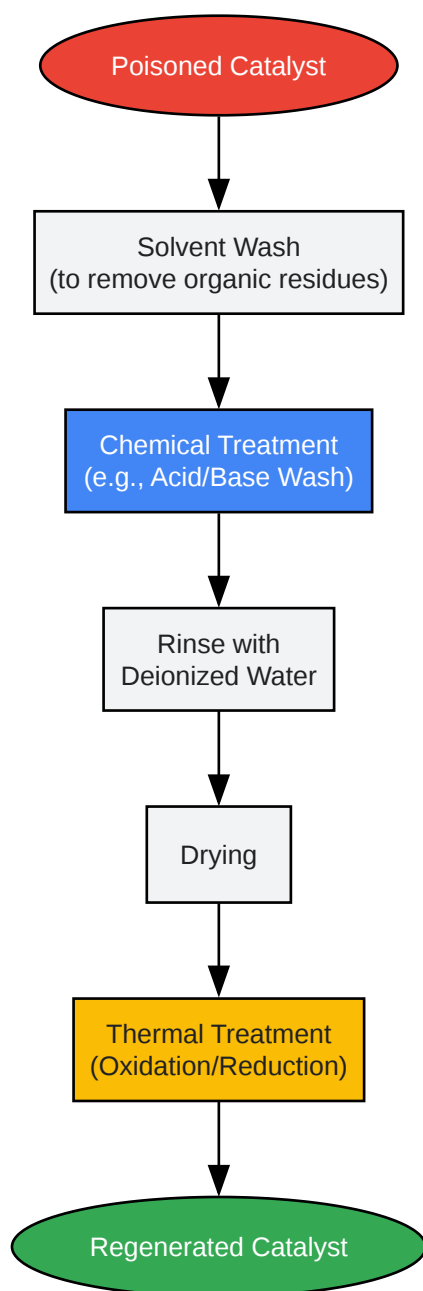 Poisoned Catalyst
Solvent Wash
(to remove organic residues)
Chemical Treatment
(e.g., Acid/Base Wash)
Rinse with
Deionized Water
Drying
Thermal Treatment
(Oxidation/Reduction)
Regenerated Catalyst